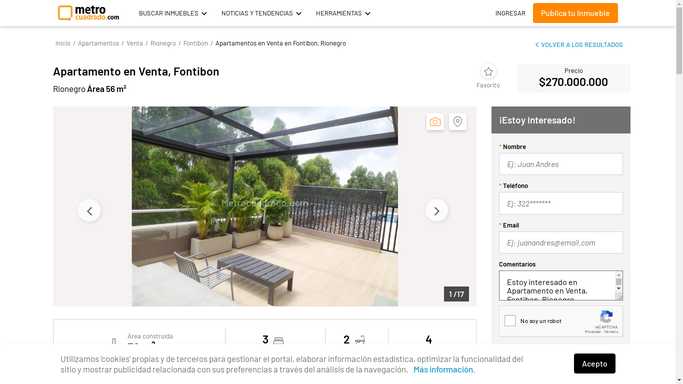 metro
cuadrado.com
BUSCAR INMUEBLES
NOTICIAS Y TENDENCIAS
HERRAMIENTAS
INGRESAR
Publica tu Inmueble
Inicio / Apartamentos / Venta / Rionegro / Fontibon / Apartamentos en Venta en Fontibon, Rionegro
VOLVER A LOS RESULTADOS
Apartamento en Venta, Fontibon
Rionegro Área 56 m²
Favorito
Precio
$270.000.000
Metrocuadrado.com
1 / 17
¡Estoy Interesado!
* Nombre
Ej: Juan Andres
* Teléfono
Ej: 322*******
* Email
Ej: juanandres@email.com
Comentarios
Estoy interesado en
Apartamento en Venta,
Fontibon, Rionegro
No soy un robot
reCAPTCHA
Privacidad - Términos
Área construida
3
2
4
Utilizamos 'cookies' propias y de terceros para gestionar el portal, elaborar información estadística, optimizar la funcionalidad del
sitio y mostrar publicidad relacionada con sus preferencias a través del análisis de la navegación. Más información.
Acepto